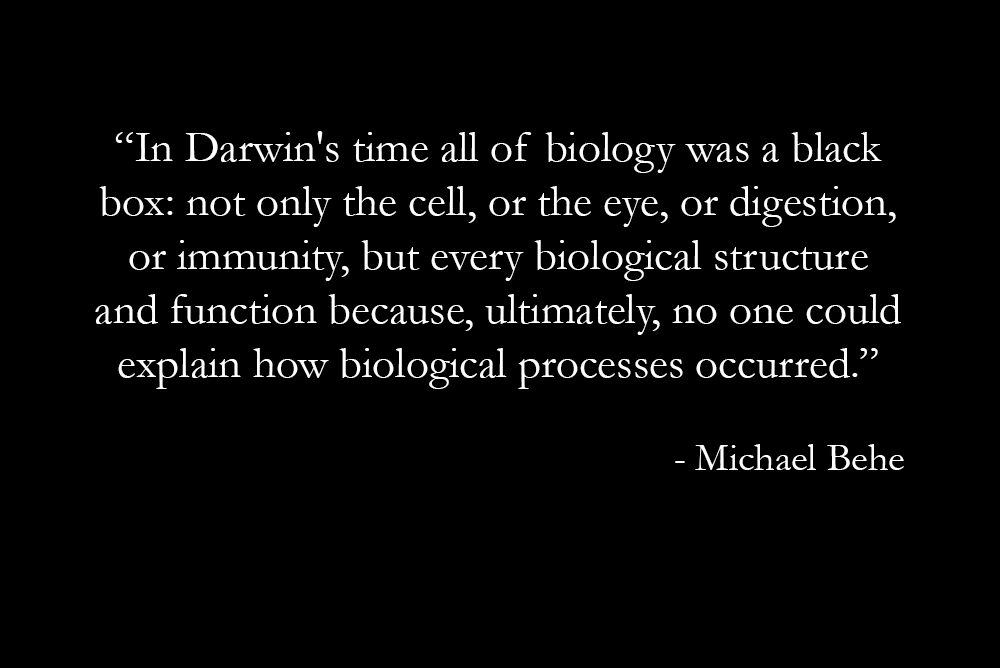 “In Darwin's time all of biology was a black
box: not only the cell, or the eye, or digestion,
or immunity, but every biological structure
and function because, ultimately, no one could
explain how biological processes occurred.”
- Michael Behe